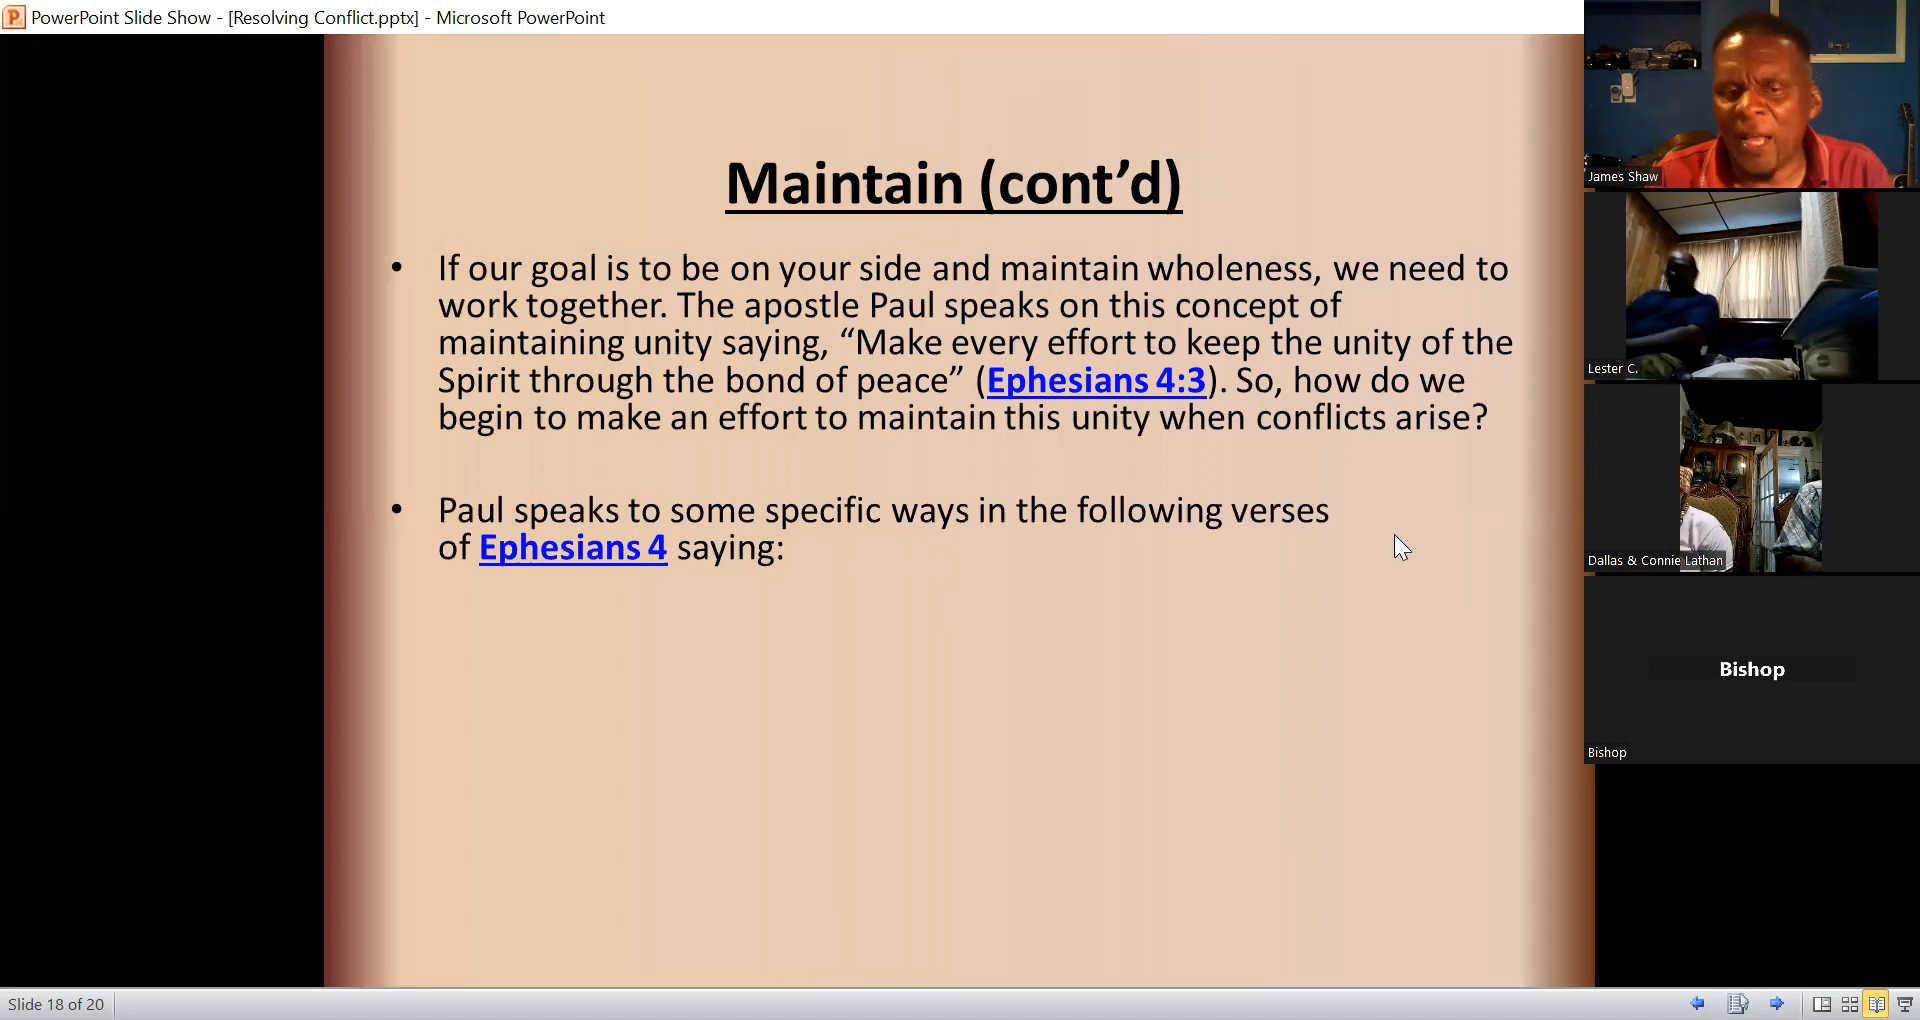 PowerPoint Slide Show - [Resolving Conflict.pptx] - Microsoft PowerPoint
Maintain (cont’d)
• If our goal is to be on your side and maintain wholeness, we need to
work together. The apostle Paul speaks on this concept of
maintaining unity saying, “Make every effort to keep the unity of the
Spirit through the bond of peace” (Ephesians 4:3). So, how do we
begin to make an effort to maintain this unity when conflicts arise?
• Paul speaks to some specific ways in the following verses
of Ephesians 4 saying:
James Shaw
Lester C.
Dallas & Connie Lathan
Bishop
Bishop
Slide 18 of 20